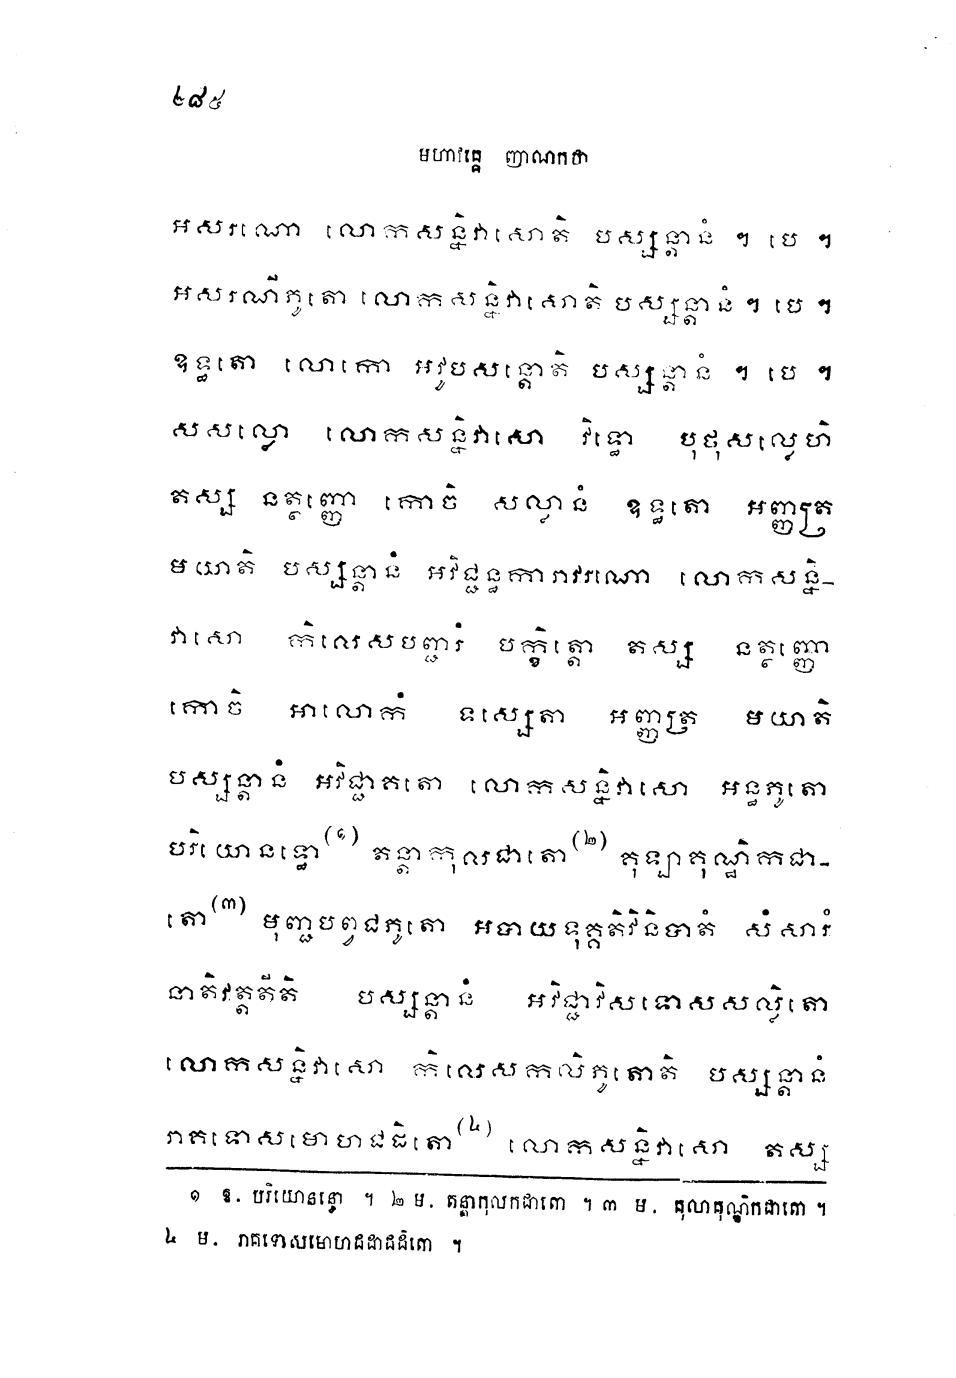 ២៨៥
មហាវគ្គេ ញាណកថា
អសរណោ លោកសន្និវាសោតិ បស្សន្តានំ ។ បេ ។
អសរណីភូតោ លោកសន្និវាសោតិ បស្សន្តានំ ។ បេ ។
ឧទ្ធតោ លោកោ អវូបសន្តោតិ បស្សន្តានំ ។ បេ ។
សសល្លោ លោកសន្និវាសោ វិទ្ធោ បុថុសល្លេហិ
តស្ស នត្ថញ្ញោ កោចិ សល្លានំ ឧទ្ធតោ អញ្ញត្រ
មយាតិ បស្សន្តានំ អវិជ្ជន្ធការាវរណោ លោកសន្និ-
វាសោ កិលេសបញ្ជរំ បក្ខិត្តោ តស្ស នត្ថញ្ញោ
កោចិ អាលោកំ ទស្សេតា អញ្ញត្រ មយាតិ
បស្សន្តានំ អវិជ្ជាគតោ លោកសន្និវាសោ អន្ធភូតោ
បរិយោនទ្ធោ(១) តន្តាកុលជាតោ(២) គុឡាគុណ្ឋិកជា-
តោ(៣) មុញ្ជបព្វជភូតោ អបាយទុគ្គតិវិនិបាតំ សំសារំ
នាតិវត្តតីតិ បស្សន្តានំ អវិជ្ជាវិសទោសសល្លិតោ
លោកសន្និវាសោ កិលេសកលិភូតោតិ បស្សន្តានំ
រាគទោសមោហជជិតោ(៤) លោកសន្និវាសោ តស្ស
១ ឱ. បរិយោនន្ធោ ។ ២ ម. តន្តាកុលកជាតោ ។ ៣ ម. គុលាគុណ្ឋិកជាតោ ។
៤ ម. រាគទោសមោហជដាជដិតោ ។